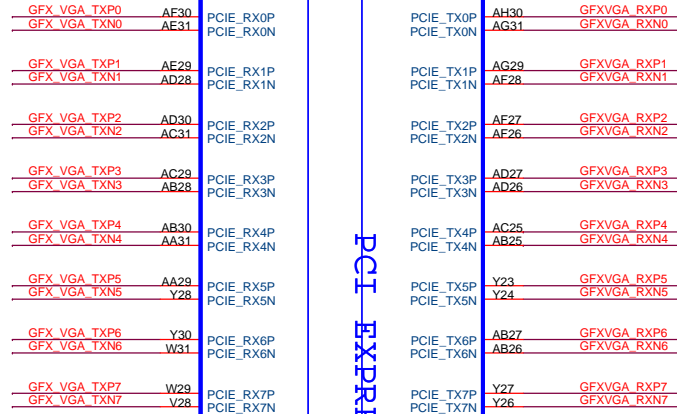 GFX_VGA_TXP0 AF30 PCIE_RX0P PCIE_TX0P AH30 GFXVGA_RXP0
GFX_VGA_TXN0 AE31 PCIE_RX0N PCIE_TX0N AG31 GFXVGA_RXN0
GFX_VGA_TXP1 AE29 PCIE_RX1P PCIE_TX1P AG29 GFXVGA_RXP1
GFX_VGA_TXN1 AD28 PCIE_RX1N PCIE_TX1N AF28 GFXVGA_RXN1
GFX_VGA_TXP2 AD30 PCIE_RX2P PCIE_TX2P AF27 GFXVGA_RXP2
GFX_VGA_TXN2 AC31 PCIE_RX2N PCIE_TX2N AF26 GFXVGA_RXN2
GFX_VGA_TXP3 AC29 PCIE_RX3P PCIE_TX3P AD27 GFXVGA_RXP3
GFX_VGA_TXN3 AB28 PCIE_RX3N PCIE_TX3N AD26 GFXVGA_RXN3
GFX_VGA_TXP4 AB30 PCIE_RX4P PCIE_TX4P AC25 GFXVGA_RXP4
GFX_VGA_TXN4 AA31 PCIE_RX4N PCIE_TX4N AB25 GFXVGA_RXN4
GFX_VGA_TXP5 AA29 PCIE_RX5P PCIE_TX5P Y23 GFXVGA_RXP5
GFX_VGA_TXN5 Y28 PCIE_RX5N PCIE_TX5N Y24 GFXVGA_RXN5
GFX_VGA_TXP6 Y30 PCIE_RX6P PCIE_TX6P AB27 GFXVGA_RXP6
GFX_VGA_TXN6 W31 PCIE_RX6N PCIE_TX6N AB26 GFXVGA_RXN6
GFX_VGA_TXP7 W29 PCIE_RX7P PCIE_TX7P Y27 GFXVGA_RXP7
GFX_VGA_TXN7 V28 PCIE_RX7N PCIE_TX7N Y26 GFXVGA_RXN7
PCI EXPR